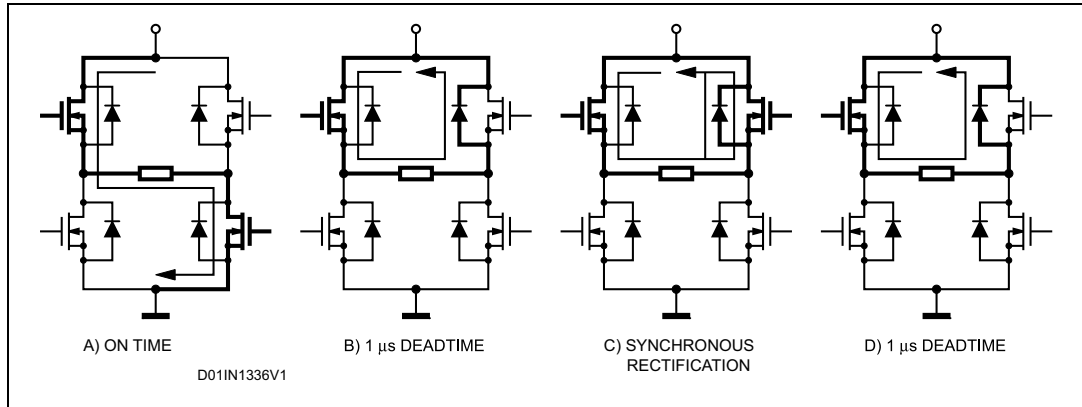 A) ON TIME
B) 1 μs DEADTIME
C) SYNCHRONOUS
RECTIFICATION
D) 1 μs DEADTIME
D01IN1336V1